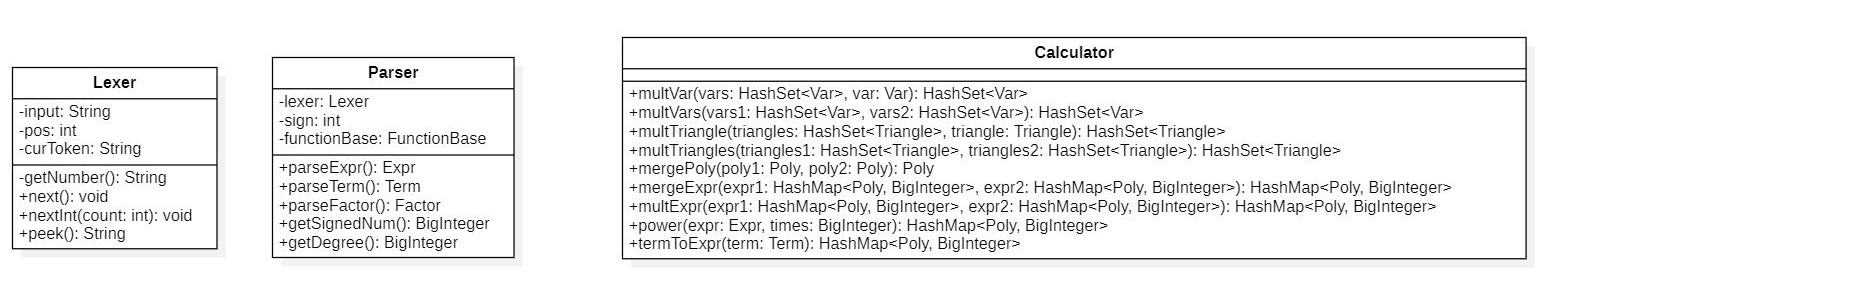 Lexer
-input: String
-pos: int
-curToken: String
-getNumber(): String
+next(): void
+nextInt(count: int): void
+peek(): String
Parser
-lexer: Lexer
-sign: int
-functionBase: FunctionBase
+parseExpr(): Expr
+parseTerm(): Term
+parseFactor(): Factor
+getSignedNum(): BigInteger
+getDegree(): BigInteger
Calculator
+multVar(vars: HashSet<Var>, var: Var): HashSet<Var>
+multVars(vars1: HashSet<Var>, vars2: HashSet<Var>): HashSet<Var>
+multTriangle(triangles: HashSet<Triangle>, triangle: Triangle): HashSet<Triangle>
+multTriangles(triangles1: HashSet<Triangle>, triangles2: HashSet<Triangle>): HashSet<Triangle>
+mergePoly(poly1: Poly, poly2: Poly): Poly
+mergeExpr(expr1: HashMap<Poly, BigInteger>, expr2: HashMap<Poly, BigInteger>): HashMap<Poly, BigInteger>
+multExpr(expr1: HashMap<Poly, BigInteger>, expr2: HashMap<Poly, BigInteger>): HashMap<Poly, BigInteger>
+power(expr: Expr, times: BigInteger): HashMap<Poly, BigInteger>
+termToExpr(term: Term): HashMap<Poly, BigInteger>